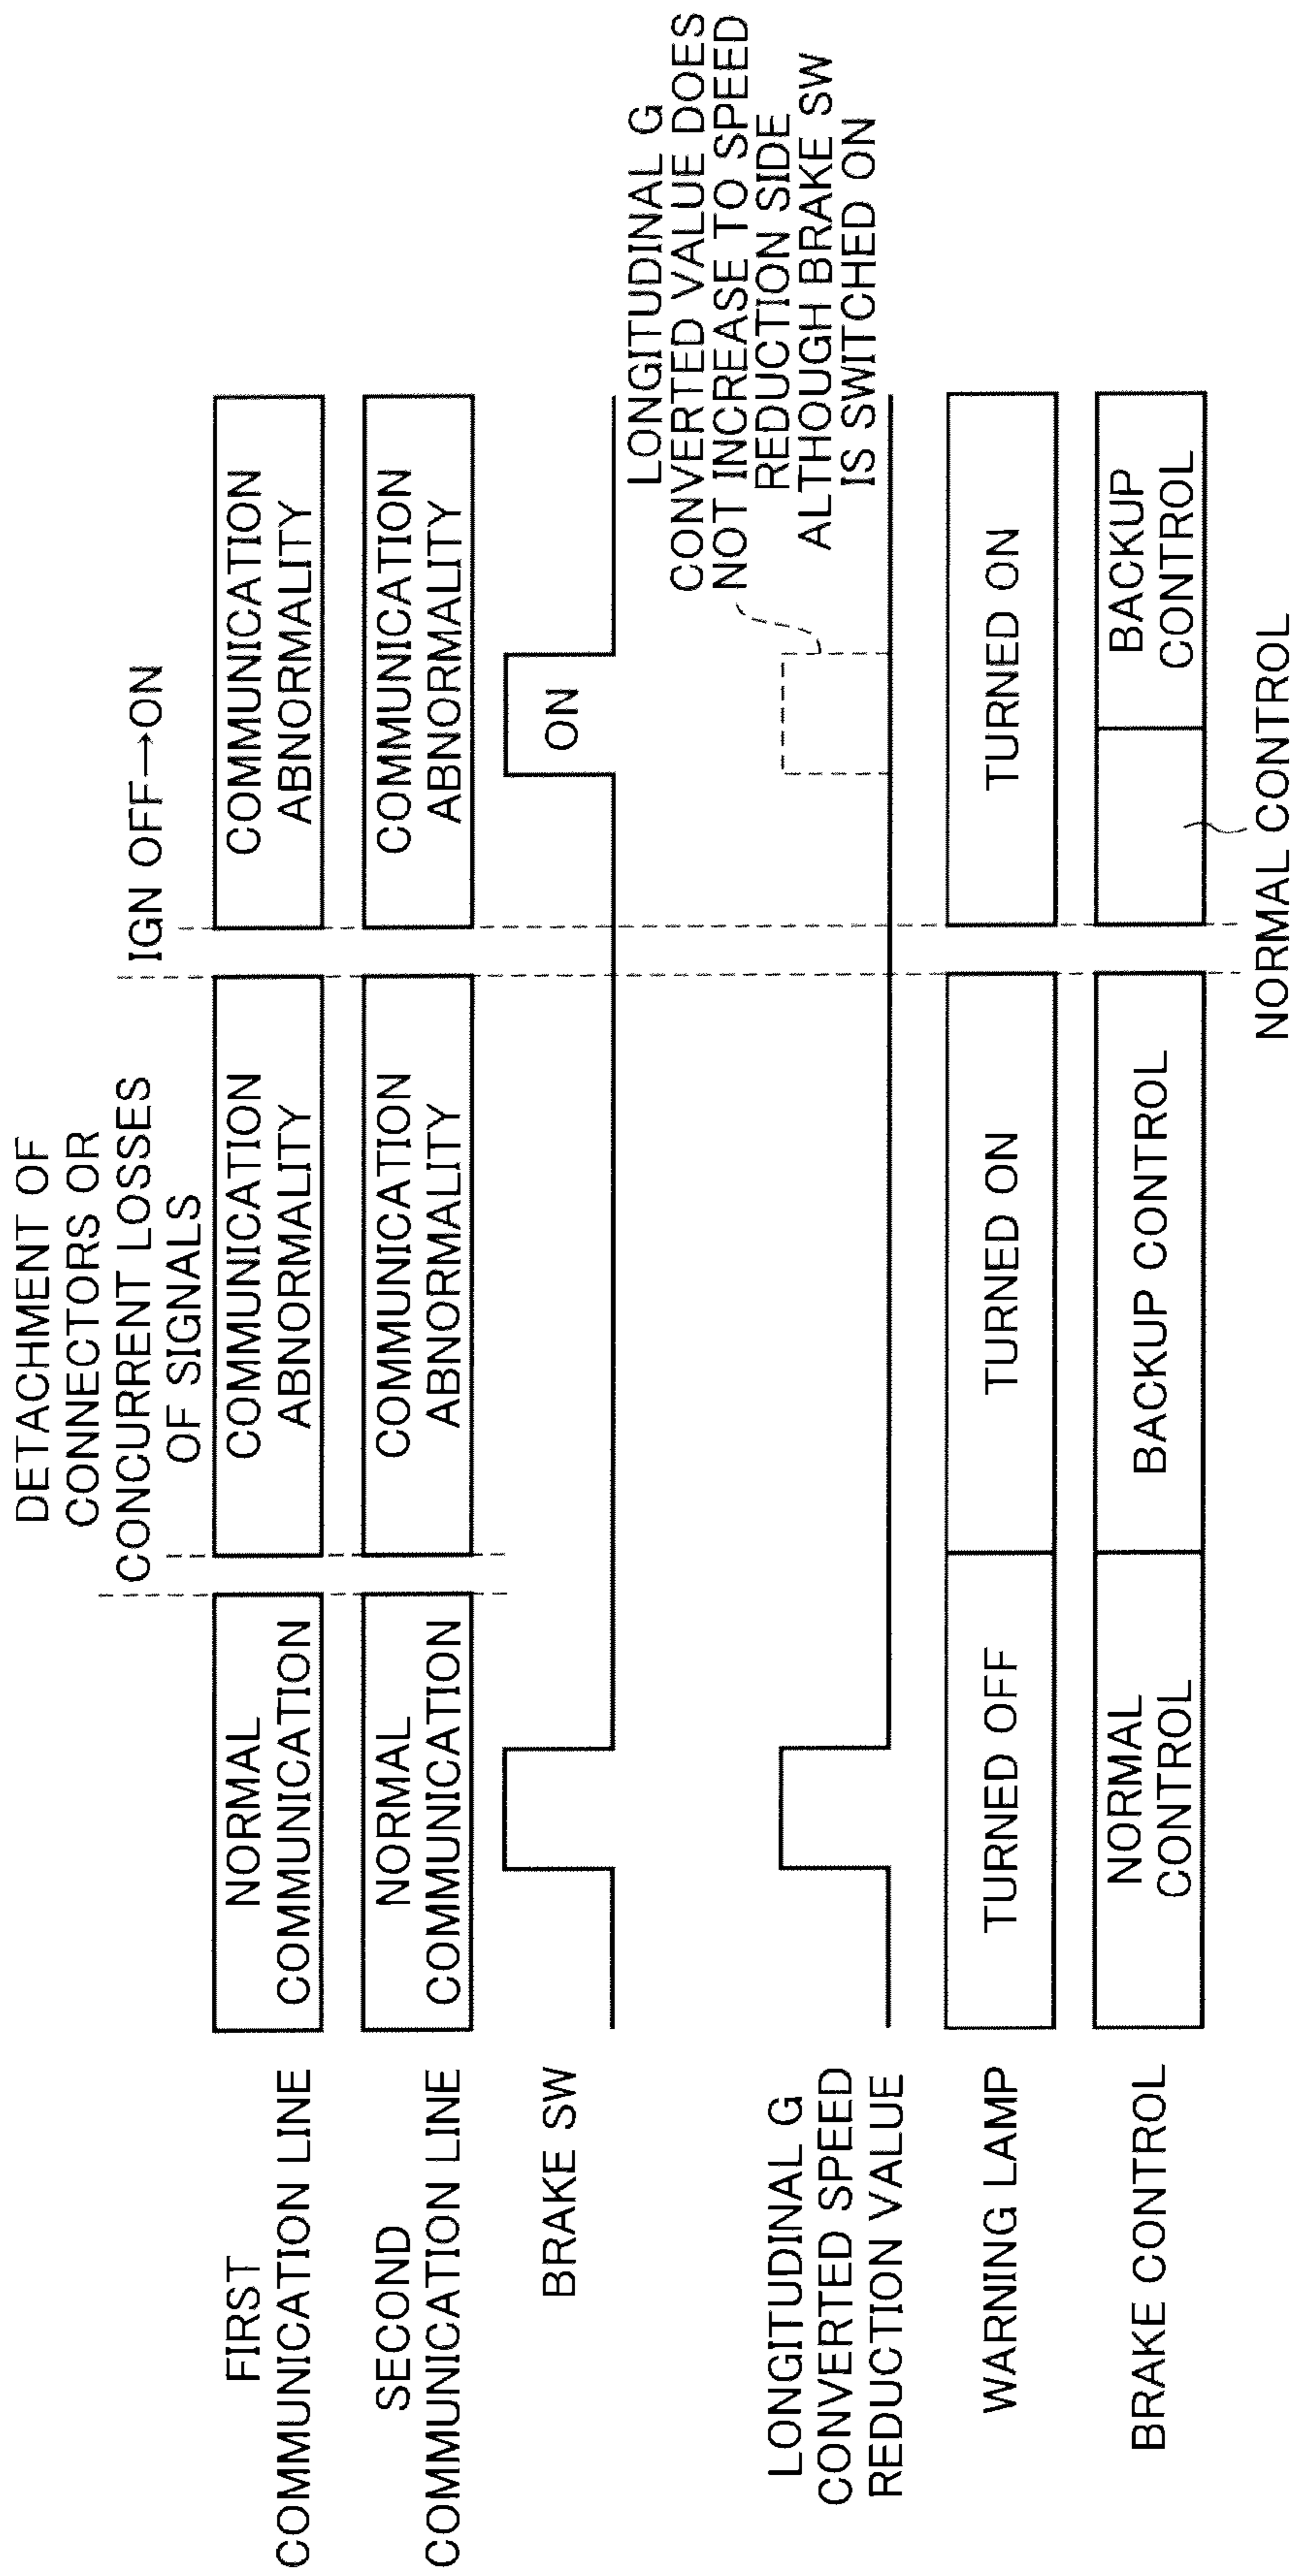 DETACHMENT OF
CONNECTORS OR
CONCURRENT LOSSES
OF SIGNALS
IGN OFF→ON
FIRST
COMMUNICATION LINE
NORMAL
COMMUNICATION
COMMUNICATION
ABNORMALITY
COMMUNICATION
ABNORMALITY
SECOND
COMMUNICATION LINE
NORMAL
COMMUNICATION
COMMUNICATION
ABNORMALITY
COMMUNICATION
ABNORMALITY
BRAKE SW
ON
LONGITUDINAL G
CONVERTED VALUE DOES
NOT INCREASE TO SPEED
REDUCTION SIDE
ALTHOUGH BRAKE SW
IS SWITCHED ON
LONGITUDINAL G
CONVERTED SPEED
REDUCTION VALUE
WARNING LAMP
TURNED OFF
TURNED ON
TURNED ON
BRAKE CONTROL
NORMAL
CONTROL
BACKUP CONTROL
BACKUP
CONTROL
NORMAL CONTROL